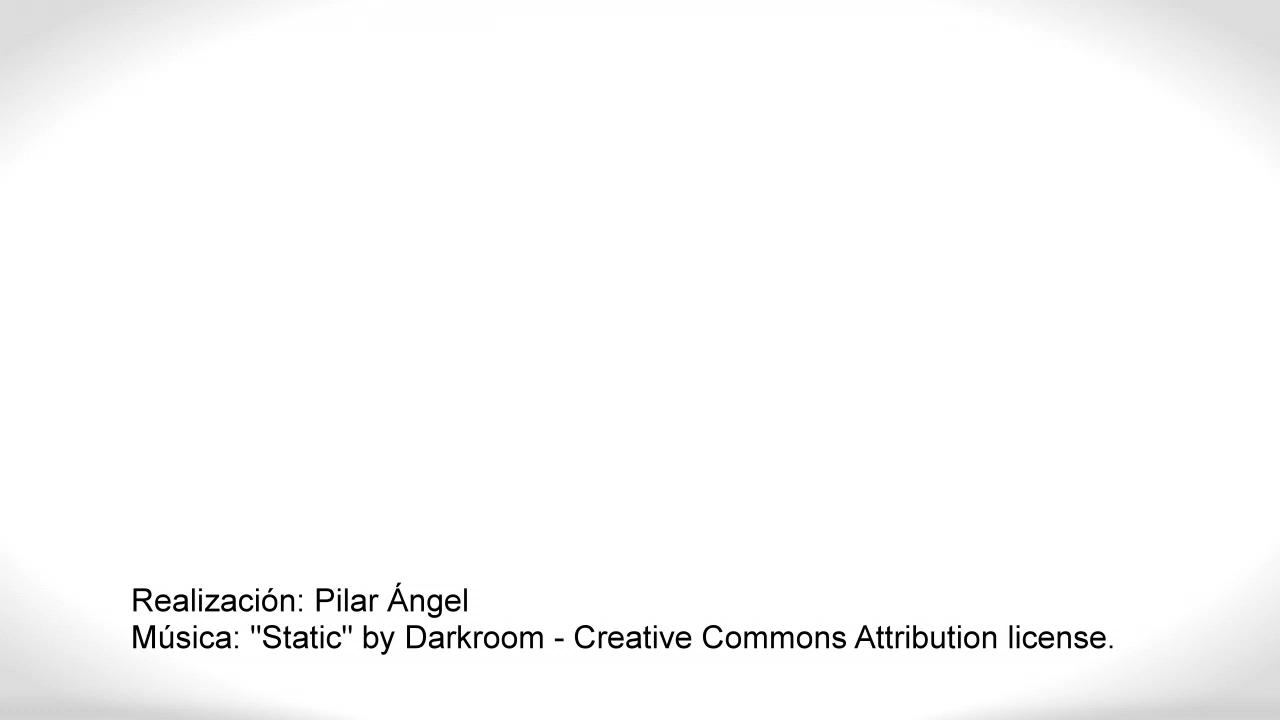 Realización: Pilar Ángel
Música: "Static" by Darkroom - Creative Commons Attribution license.